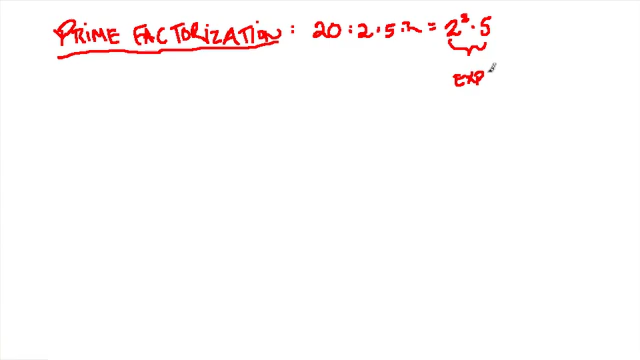 PRIME FACTORIZATION : 20 : 2 · 5 · 2 = 2² · 5
EXP